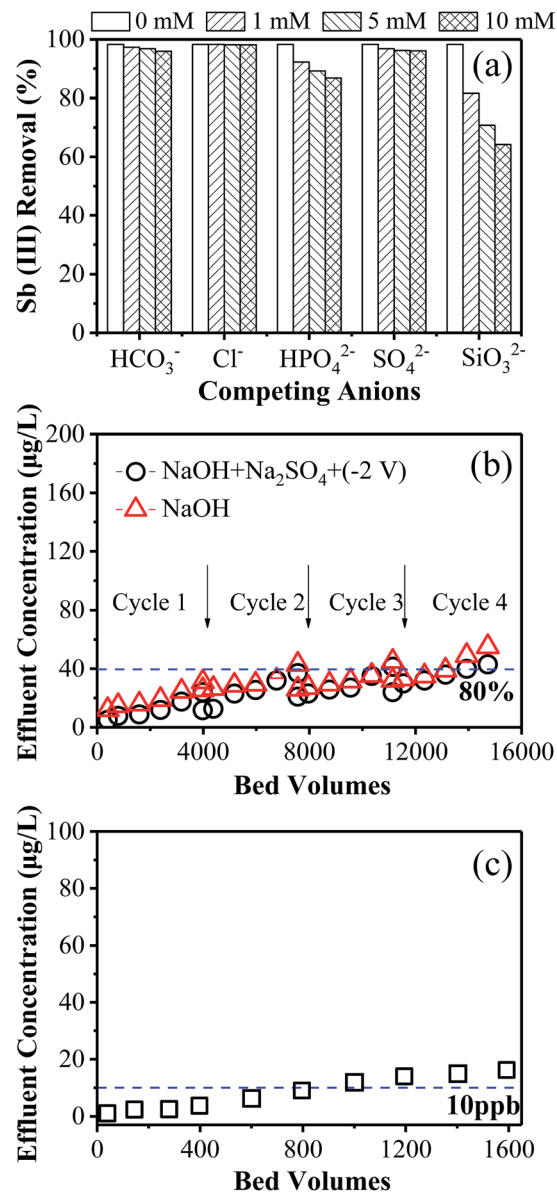 0 mM 1 mM 5 mM 10 mM
(a)
Sb (III) Removal (%)
100
80
60
40
20
0
HCO₃⁻ Cl⁻ HPO₄²⁻ SO₄²⁻ SiO₃²⁻
Competing Anions
(b)
Effluent Concentration (μg/L)
200
160
120
80
40
0
NaOH+Na₂SO₄+(-2 V)
NaOH
Cycle 1 Cycle 2 Cycle 3 Cycle 4
80%
0 4000 8000 12000 16000
Bed Volumes
(c)
Effluent Concentration (μg/L)
100
80
60
40
20
0
10ppb
0 400 800 1200 1600
Bed Volumes